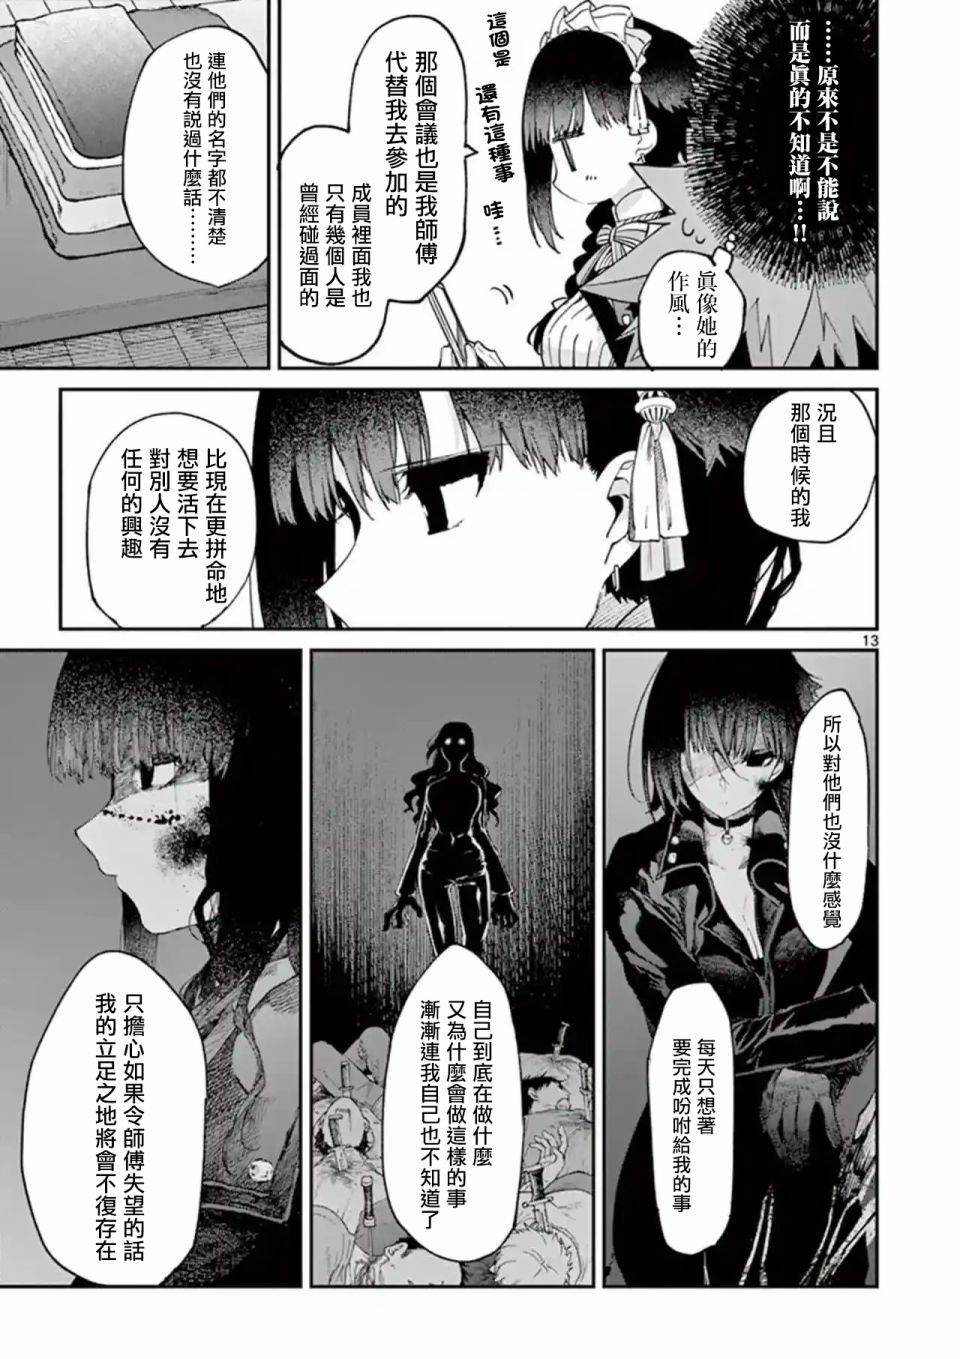 ……原來不是不能說
而是眞的不知道啊…!!
眞像她的
作風…
這個是
還有這種事
哇…
那個會議也是我師傅
代替我去參加的
成員裡面我也
只有幾個人是
曾經碰過面的
連他們的名字都不清楚
也沒有說過什麼話………
況且
那個時候的我
比現在更拼命地
想要活下去
對別人沒有
任何的興趣
13
所以對他們也沒什麼感覺
每天只想著
要完成吩咐給我的事
自己到底在做什麼
又為什麼會做這樣的事
漸漸連我自己也不知道了
只擔心如果令師傅失望的話
我的立足之地將會不復存在